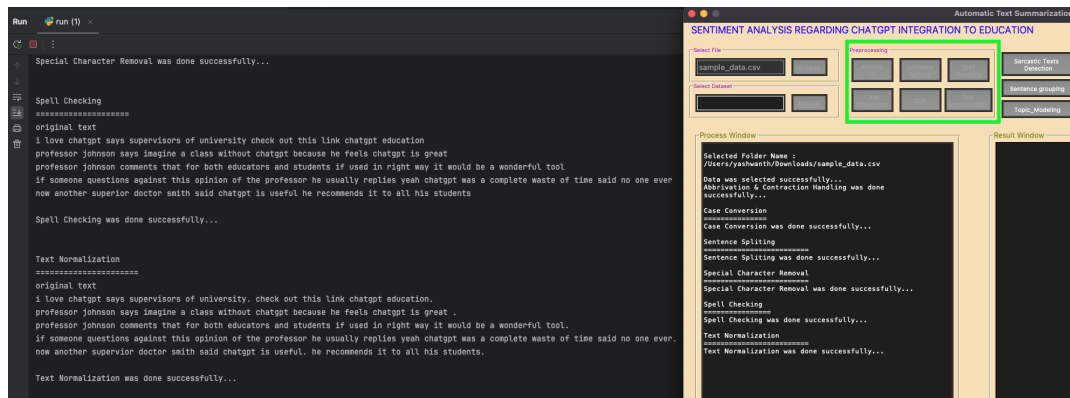 Run
run (1) ×
Special Character Removal was done successfully...
Spell Checking
====================
original text
i love chatgpt says supervisors of university check out this link chatgpt education
professor johnson says imagine a class without chatgpt because he feels chatgpt is great
professor johnson comments that for both educators and students if used in right way it would be a wonderful tool
if someone questions against this opinion of the professor he usually replies yeah chatgpt was a complete waste of time said no one ever
now another superior doctor smith said chatgpt is useful he recommends it to all his students
Spell Checking was done successfully...
Text Normalization
======================
original text
i love chatgpt says supervisors of university. check out this link chatgpt education.
professor johnson says imagine a class without chatgpt because he feels chatgpt is great .
professor johnson comments that for both educators and students if used in right way it would be a wonderful tool.
if someone questions against this opinion of the professor he usually replies yeah chatgpt was a complete waste of time said no one ever.
now another supervior doctor smith said chatgpt is useful. he recommends it to all his students.
Text Normalization was done successfully...
Automatic Text Summarization
SENTIMENT ANALYSIS REGARDING CHATGPT INTEGRATION TO EDUCATION
Select File
sample_data.csv
Select Dataset
Preprocessing
Sarcastic Texts
Detection
Sentence grouping
Topic_Modeling
Process Window
Selected Folder Name :
/Users/yashwanth/Downloads/sample_data.csv
Data was selected successfully...
Abbrivation & Contraction Handling was done
successfully...
Case Conversion
===============
Case Conversion was done successfully...
Sentence Spliting
=========================
Sentence Spliting was done successfully...
Special Character Removal
=========================
Special Character Removal was done successfully...
Spell Checking
================
Spell Checking was done successfully...
Text Normalization
=========================
Text Normalization was done successfully...
Result Window